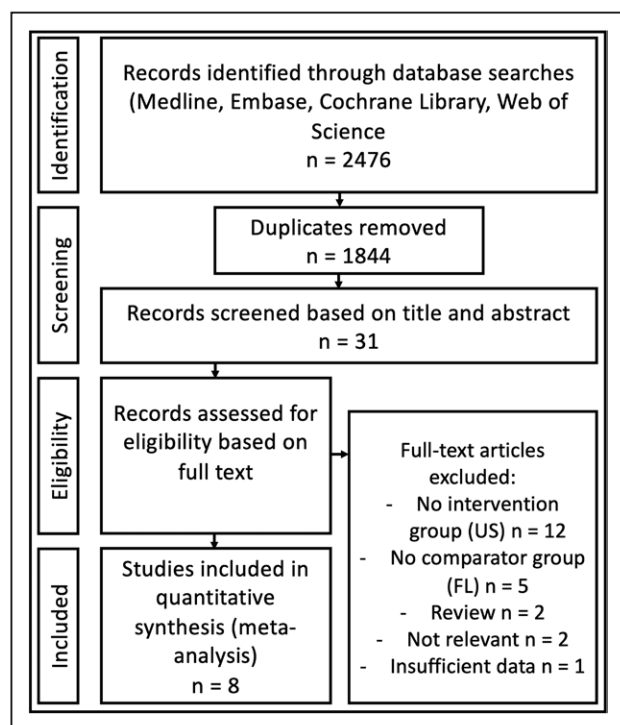 Identification
Records identified through database searches
(Medline, Embase, Cochrane Library, Web of
Science
n = 2476
Screening
Duplicates removed
n = 1844
Records screened based on title and abstract
n = 31
Eligibility
Records assessed for
eligibility based on
full text
Full-text articles
excluded:
- No intervention
group (US) n = 12
- No comparator group
(FL) n = 5
- Review n = 2
- Not relevant n = 2
- Insufficient data n = 1
Included
Studies included in
quantitative
synthesis (meta-
analysis)
n = 8